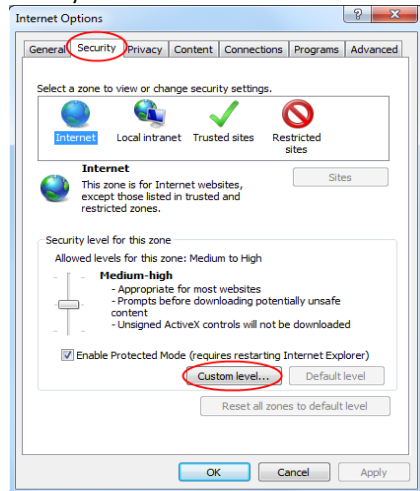 Internet Options
General Security Privacy Content Connections Programs Advanced
Select a zone to view or change security settings.
Internet Local intranet Trusted sites Restricted
sites
Internet
Sites
This zone is for Internet websites,
except those listed in trusted and
restricted zones.
Security level for this zone
Allowed levels for this zone: Medium to High
Medium-high
- Appropriate for most websites
- Prompts before downloading potentially unsafe
content
- Unsigned ActiveX controls will not be downloaded
Enable Protected Mode (requires restarting Internet Explorer)
Custom level... Default level
Reset all zones to default level
OK Cancel Apply